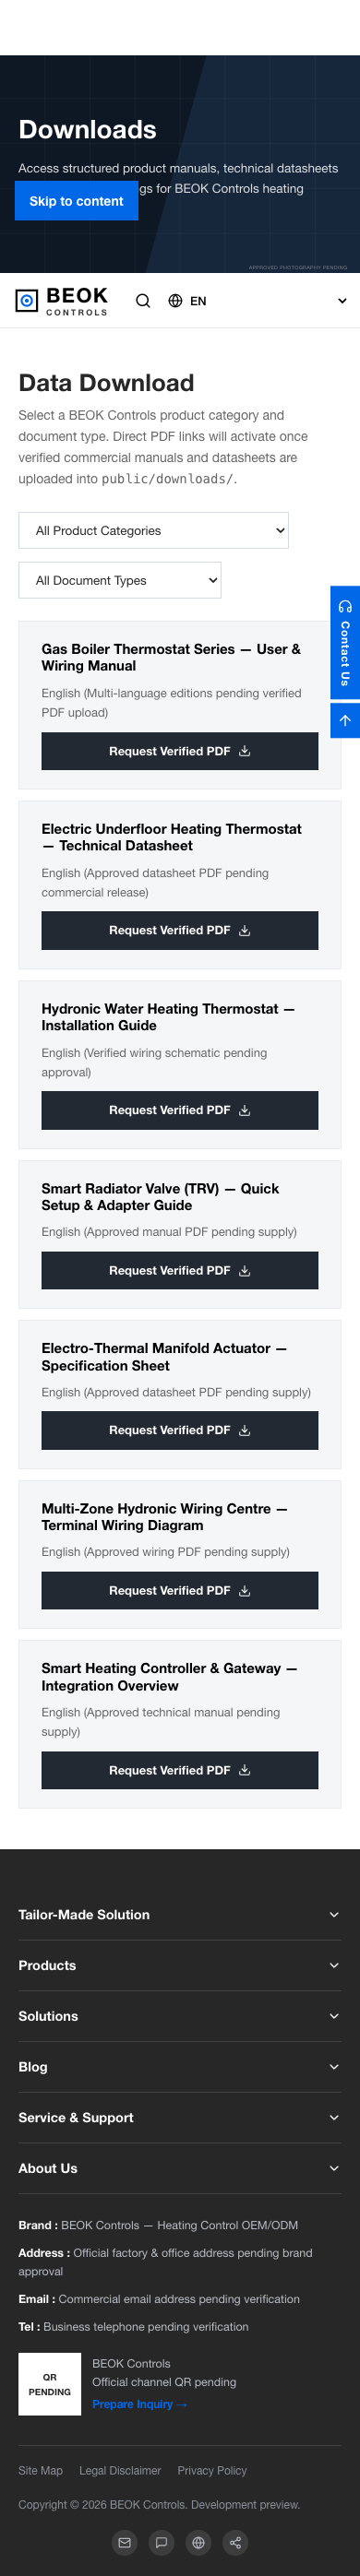 Downloads
Access structured product manuals, technical datasheets
gs for BEOK Controls heating
Skip to content
APPROVED PHOTOGRAPHY PENDING
BEOK
CONTROLS
EN
Data Download
Select a BEOK Controls product category and
document type. Direct PDF links will activate once
verified commercial manuals and datasheets are
uploaded into public/downloads/.
All Product Categories
All Document Types
Contact Us
Gas Boiler Thermostat Series — User &
Wiring Manual
English (Multi-language editions pending verified
PDF upload)
Request Verified PDF
Electric Underfloor Heating Thermostat
— Technical Datasheet
English (Approved datasheet PDF pending
commercial release)
Request Verified PDF
Hydronic Water Heating Thermostat —
Installation Guide
English (Verified wiring schematic pending
approval)
Request Verified PDF
Smart Radiator Valve (TRV) — Quick
Setup & Adapter Guide
English (Approved manual PDF pending supply)
Request Verified PDF
Electro-Thermal Manifold Actuator —
Specification Sheet
English (Approved datasheet PDF pending supply)
Request Verified PDF
Multi-Zone Hydronic Wiring Centre —
Terminal Wiring Diagram
English (Approved wiring PDF pending supply)
Request Verified PDF
Smart Heating Controller & Gateway —
Integration Overview
English (Approved technical manual pending
supply)
Request Verified PDF
Tailor-Made Solution
Products
Solutions
Blog
Service & Support
About Us
Brand : BEOK Controls — Heating Control OEM/ODM
Address : Official factory & office address pending brand
approval
Email : Commercial email address pending verification
Tel : Business telephone pending verification
QR
PENDING
BEOK Controls
Official channel QR pending
Prepare Inquiry →
Site Map Legal Disclaimer Privacy Policy
Copyright © 2026 BEOK Controls. Development preview.